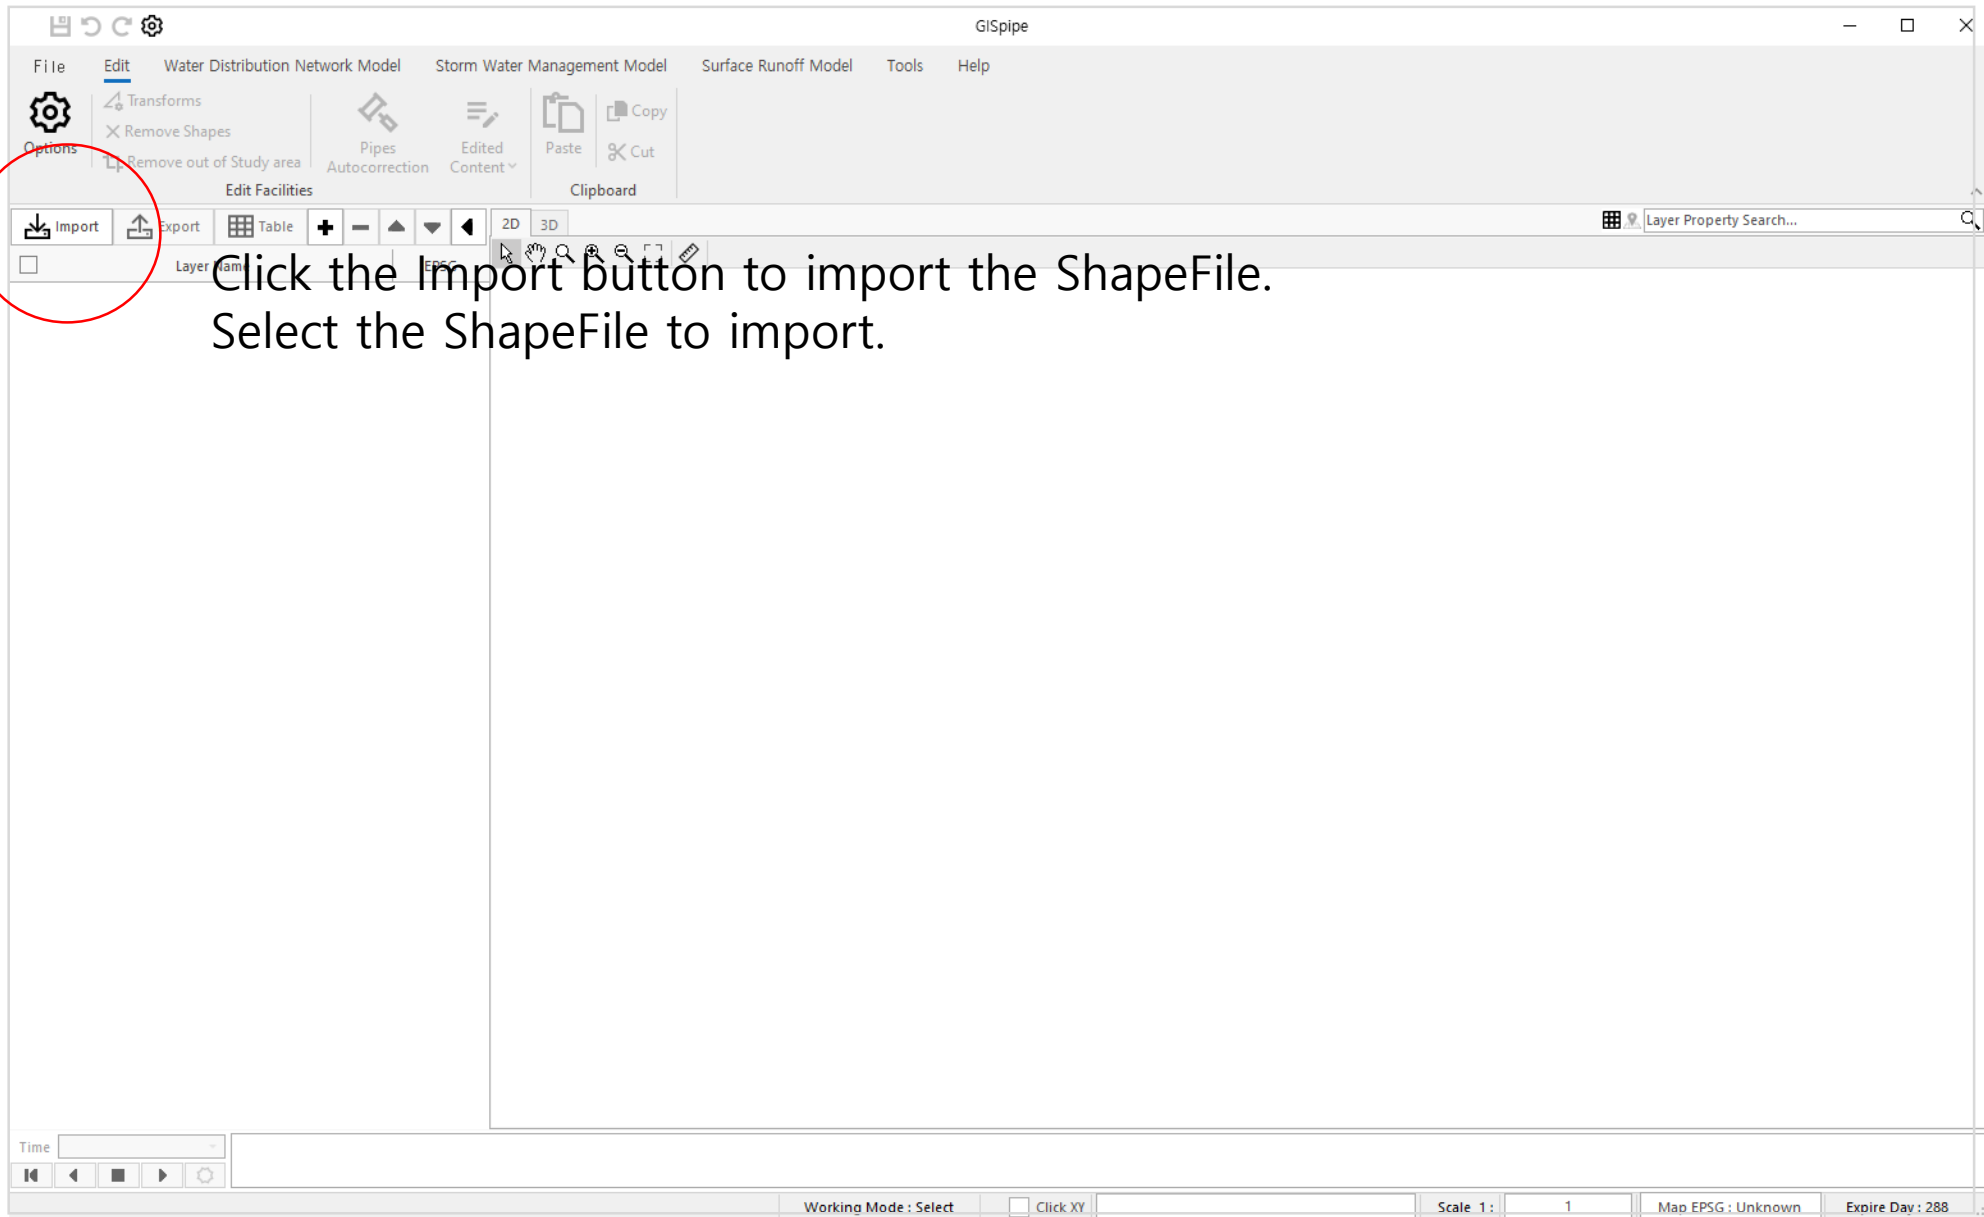 GISpipe
File Edit Water Distribution Network Model Storm Water Management Model Surface Runoff Model Tools Help
Options
Transforms
Remove Shapes
Remove out of Study area
Pipes
Autocorrection
Edited
Content
Edit Facilities
Paste
Copy
Cut
Clipboard
Import Export Table 2D 3D Layer Property Search...
Layer Name EPSG
Click the Import button to import the ShapeFile.
Select the ShapeFile to import.
Time
Working Mode : Select Click XY Scale 1 : 1 Map EPSG : Unknown Expire Day : 288